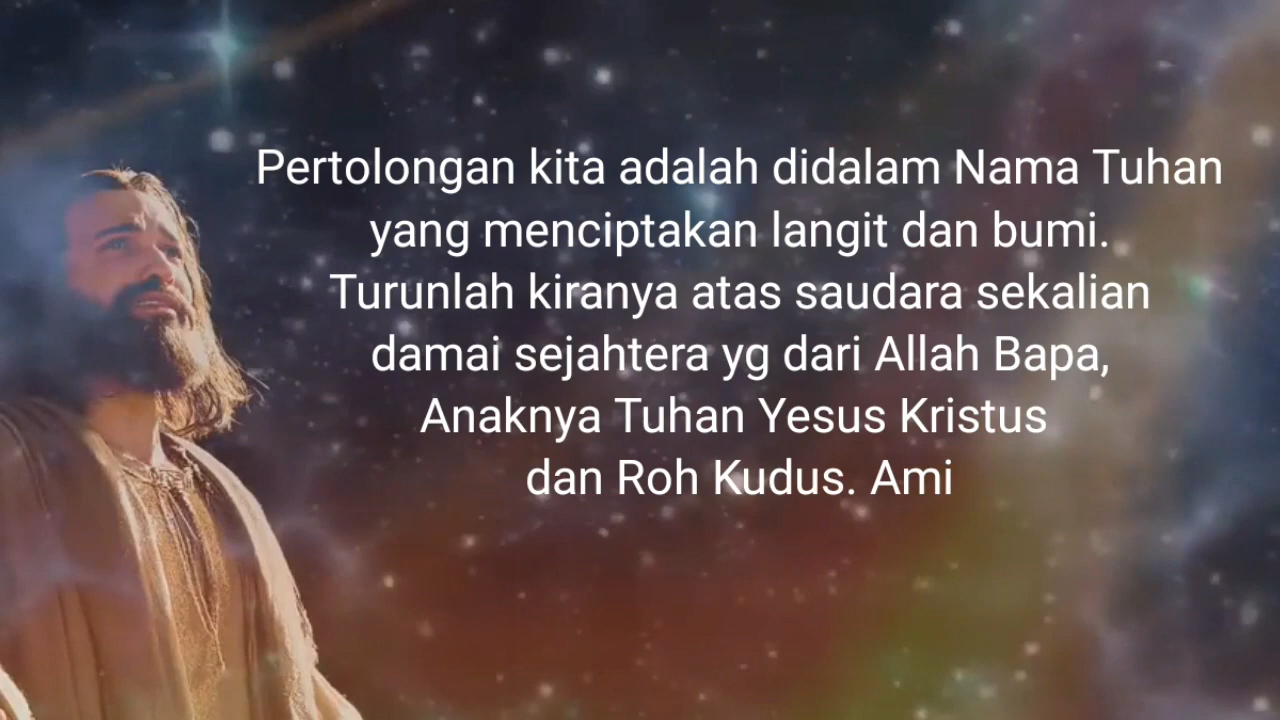 Pertolongan kita adalah didalam Nama Tuhan
yang menciptakan langit dan bumi.
Turunlah kiranya atas saudara sekalian
damai sejahtera yg dari Allah Bapa,
Anaknya Tuhan Yesus Kristus
dan Roh Kudus. Ami